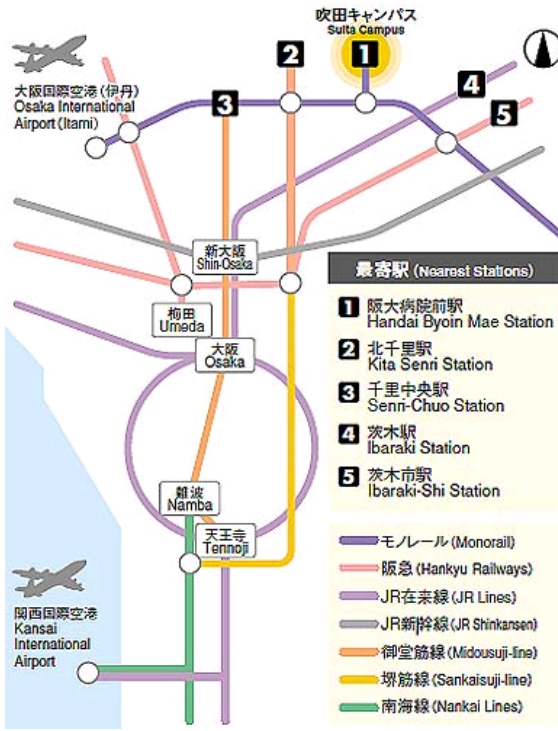 吹田キャンパス
Suita Campus
1
2
3
4
5
大阪国際空港(伊丹)
Osaka International
Airport (Itami)
新大阪
Shin-Osaka
梅田
Umeda
大阪
Osaka
難波
Namba
天王寺
Tennoji
関西国際空港
Kansai
International
Airport
最寄駅 (Nearest Stations)
1 阪大病院前駅
Handai Byoin Mae Station
2 北千里駅
Kita Senri Station
3 千里中央駅
Senri-Chuo Station
4 茨木駅
Ibaraki Station
5 茨木市駅
Ibaraki-Shi Station
モノレール (Monorail)
阪急 (Hankyu Railways)
JR在来線 (JR Lines)
JR新幹線 (JR Shinkansen)
御堂筋線 (Midousuji-line)
堺筋線 (Sankaisuji-line)
南海線 (Nankai Lines)